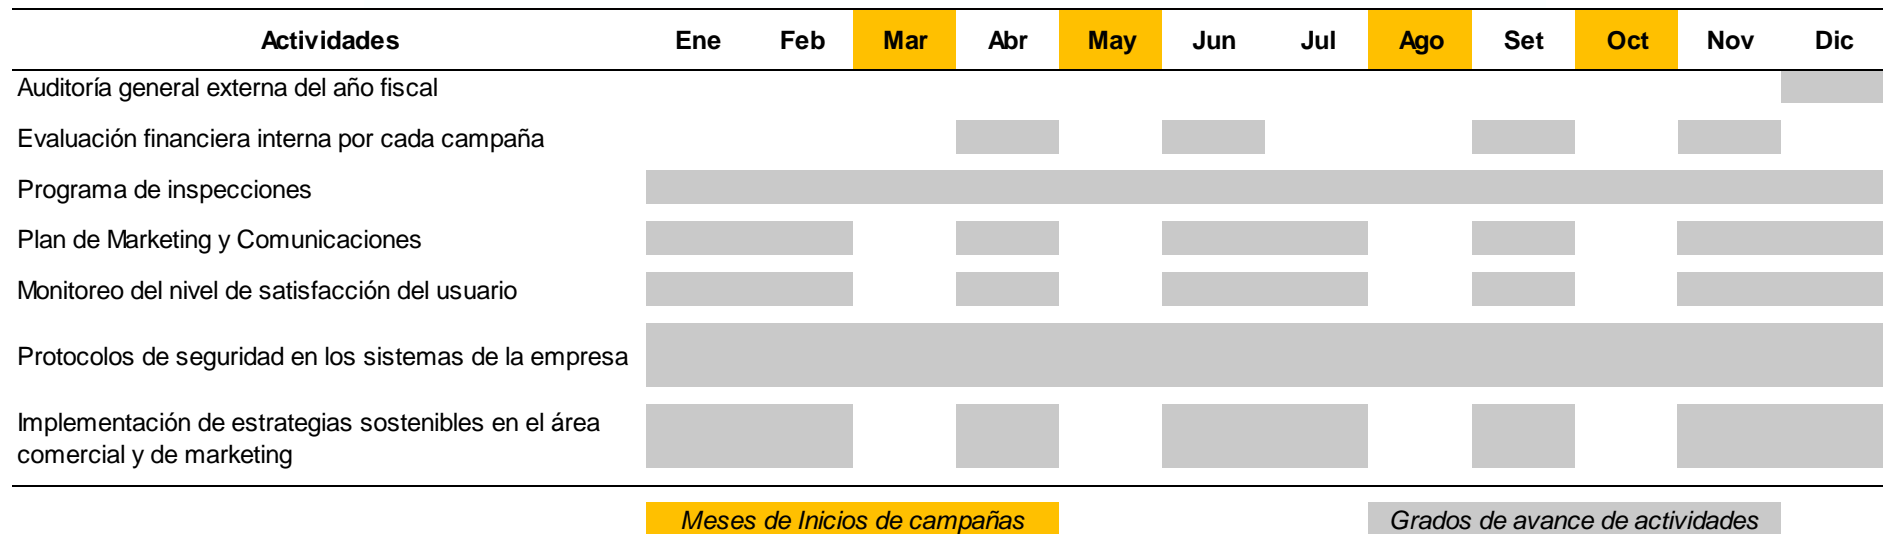 Actividades Ene Feb Mar Abr May Jun Jul Ago Set Oct Nov Dic
Auditoría general externa del año fiscal
Evaluación financiera interna por cada campaña
Programa de inspecciones
Plan de Marketing y Comunicaciones
Monitoreo del nivel de satisfacción del usuario
Protocolos de seguridad en los sistemas de la empresa
Implementación de estrategias sostenibles en el área
comercial y de marketing
Meses de Inicios de campañas Grados de avance de actividades